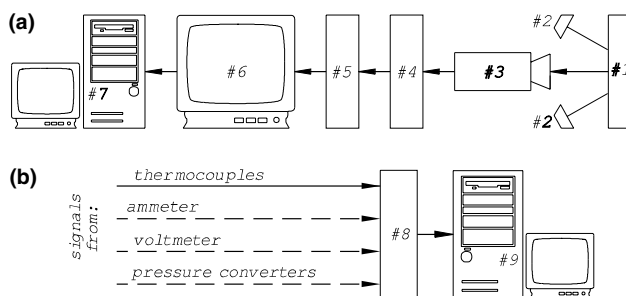 (a)
#2
#1
#7
#6
#5
#4
#3
#2
(b)
signals from:
thermocouples
ammeter
voltmeter
pressure converters
#8
#9